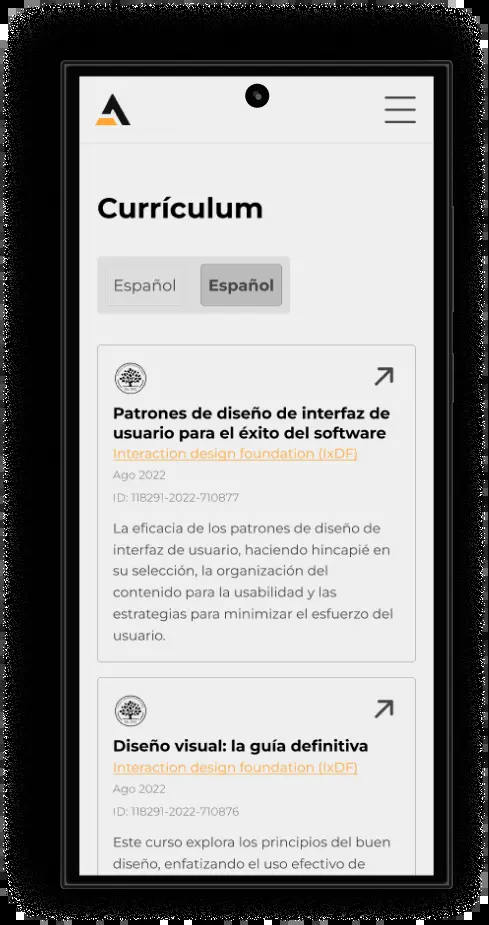 Currículum
Español Español
Patrones de diseño de interfaz de
usuario para el éxito del software
Interaction design foundation (IxDF)
Ago 2022
ID: 118291-2022-710877
La eficacia de los patrones de diseño de
interfaz de usuario, haciendo hincapié en
su selección, la organización del
contenido para la usabilidad y las
estrategias para minimizar el esfuerzo del
usuario.
Diseño visual: la guía definitiva
Interaction design foundation (IxDF)
Ago 2022
ID: 118291-2022-710876
Este curso explora los principios del buen
diseño, enfatizando el uso efectivo de